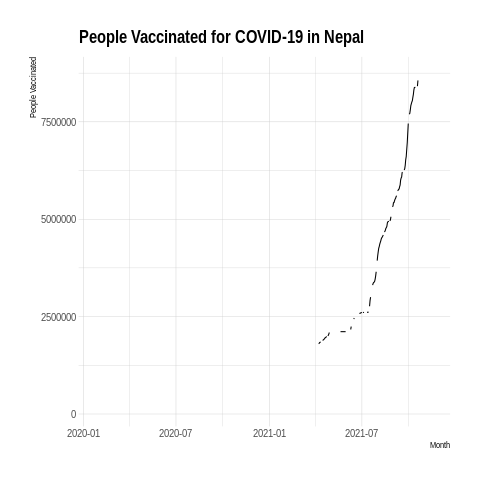 People Vaccinated for COVID-19 in Nepal
People Vaccinated
7500000
5000000
2500000
0
2020-01
2020-07
2021-01
2021-07
Month